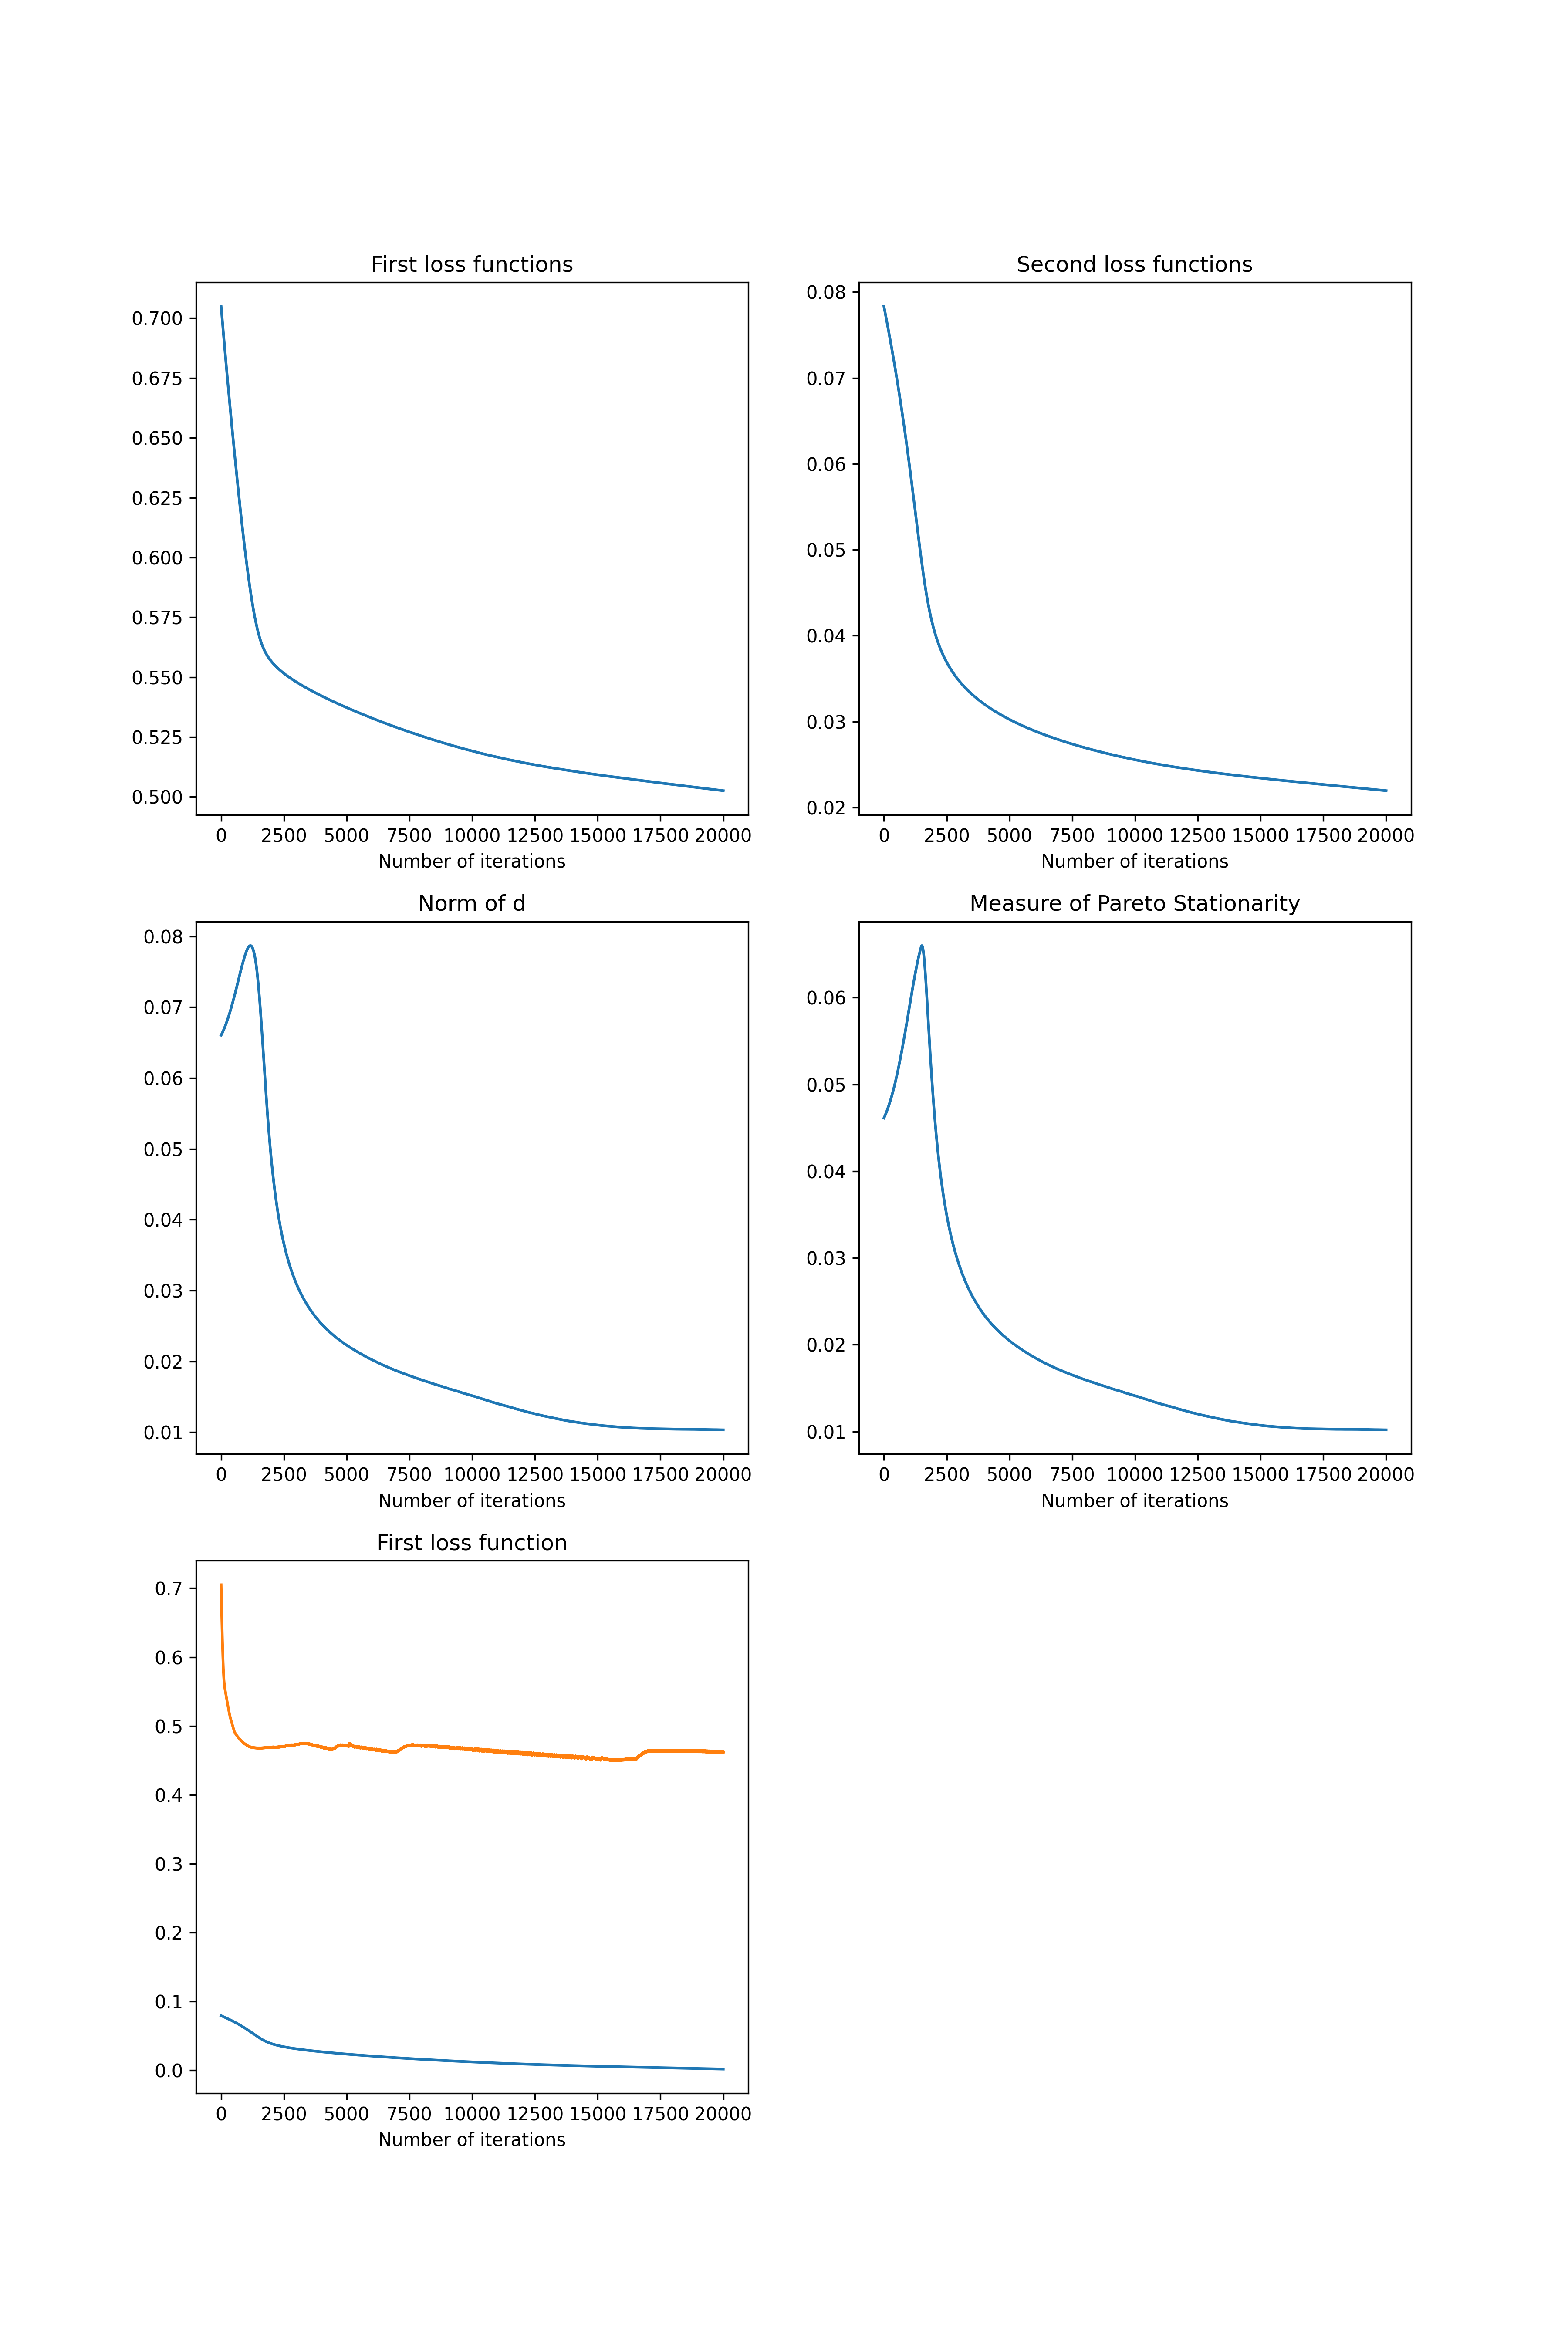 First loss functions
0.700
0.675
0.650
0.625
0.600
0.575
0.550
0.525
0.500
0 2500 5000 7500 10000 12500 15000 17500 20000
Number of iterations
Second loss functions
0.08
0.07
0.06
0.05
0.04
0.03
0.02
0 2500 5000 7500 10000 12500 15000 17500 20000
Number of iterations
Norm of d
0.08
0.07
0.06
0.05
0.04
0.03
0.02
0.01
0 2500 5000 7500 10000 12500 15000 17500 20000
Number of iterations
Measure of Pareto Stationarity
0.06
0.05
0.04
0.03
0.02
0.01
0 2500 5000 7500 10000 12500 15000 17500 20000
Number of iterations
First loss function
0.7
0.6
0.5
0.4
0.3
0.2
0.1
0.0
0 2500 5000 7500 10000 12500 15000 17500 20000
Number of iterations